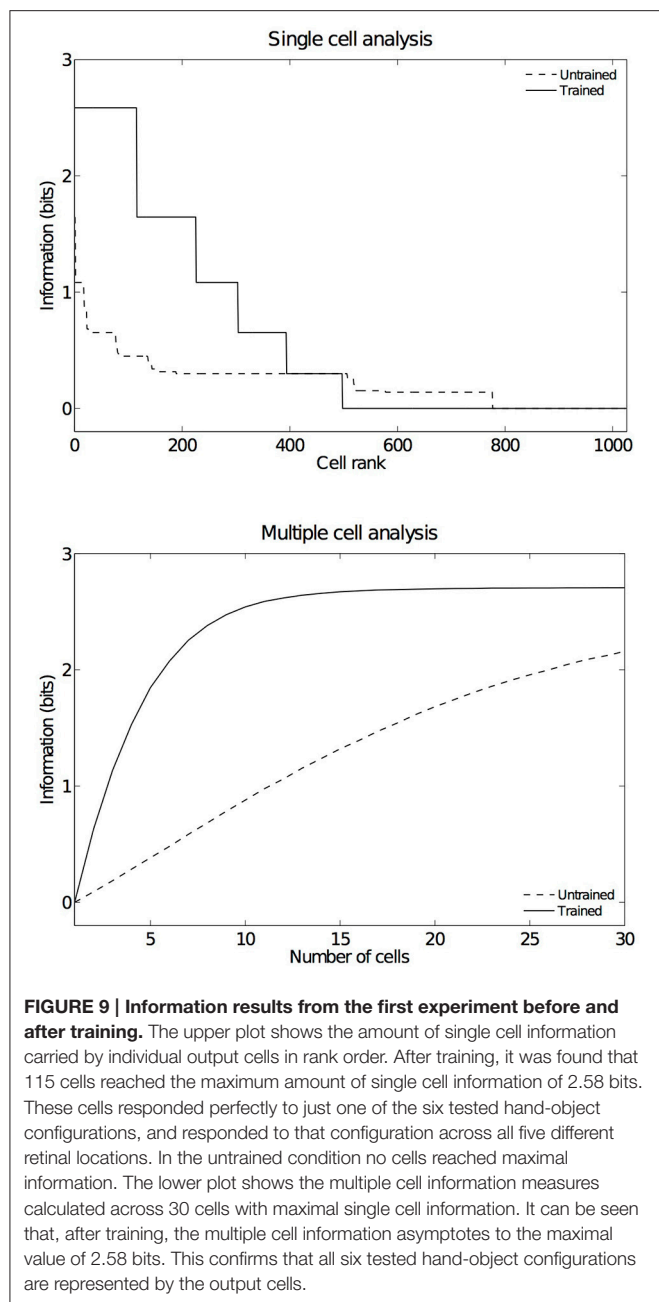 Single cell analysis
3
Untrained
Trained
2
Information (bits)
1
0
0 200 400 600 800 1000
Cell rank
Multiple cell analysis
3
2
Information (bits)
1
0
Untrained
Trained
5 10 15 20 25 30
Number of cells
FIGURE 9 | Information results from the first experiment before and
after training. The upper plot shows the amount of single cell information
carried by individual output cells in rank order. After training, it was found that
115 cells reached the maximum amount of single cell information of 2.58 bits.
These cells responded perfectly to just one of the six tested hand-object
configurations, and responded to that configuration across all five different
retinal locations. In the untrained condition no cells reached maximal
information. The lower plot shows the multiple cell information measures
calculated across 30 cells with maximal single cell information. It can be seen
that, after training, the multiple cell information asymptotes to the maximal
value of 2.58 bits. This confirms that all six tested hand-object configurations
are represented by the output cells.